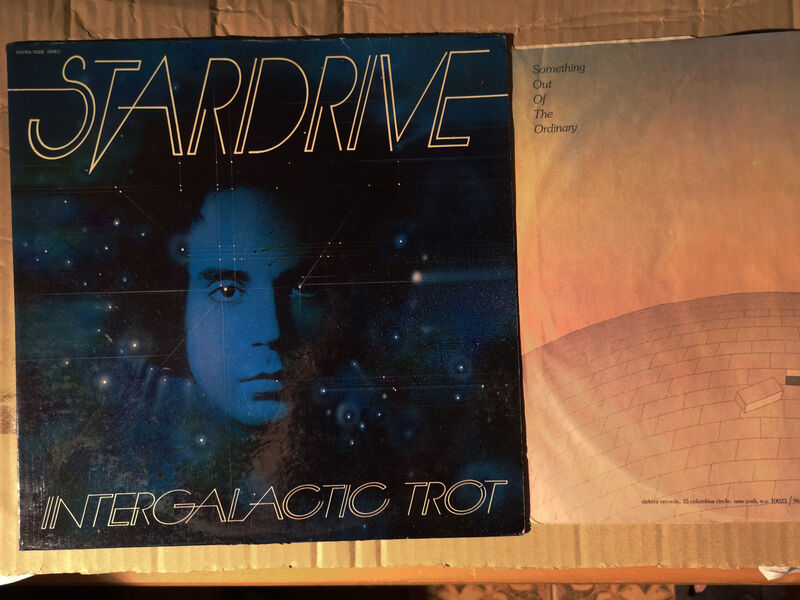 STARDRIVE
INTERGALACTIC TROT
Something
Out
Of
The
Ordinary
elektra records, 15 columbus circle, new york, n.y. 10023 /